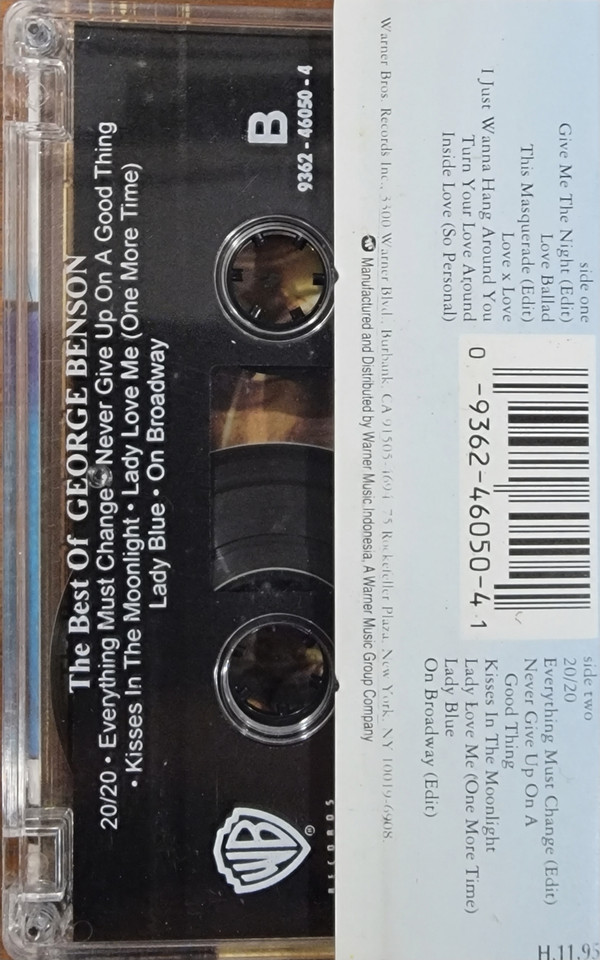 The Best Of GEORGE BENSON
20/20 • Everything Must Change • Never Give Up On A Good Thing
• Kisses In The Moonlight • Lady Love Me (One More Time)
Lady Blue • On Broadway
B
9362-46050-4
WB
®
RECORDS
side one
Give Me The Night (Edit)
Love Ballad
This Masquerade (Edit)
Love x Love
I Just Wanna Hang Around You
Turn Your Love Around
Inside Love (So Personal)
0 -9362-46050-4 1
side two
20/20
Everything Must Change (Edit)
Never Give Up On A
Good Thing
Kisses In The Moonlight
Lady Love Me (One More Time)
Lady Blue
On Broadway (Edit)
Warner Bros. Records Inc., 3300 Warner Blvd., Burbank, CA 91505-4694 75 Rockefeller Plaza, New York, NY 10019-6908
Manufactured and Distributed by Warner Music Indonesia, A Warner Music Group Company
H.11.95